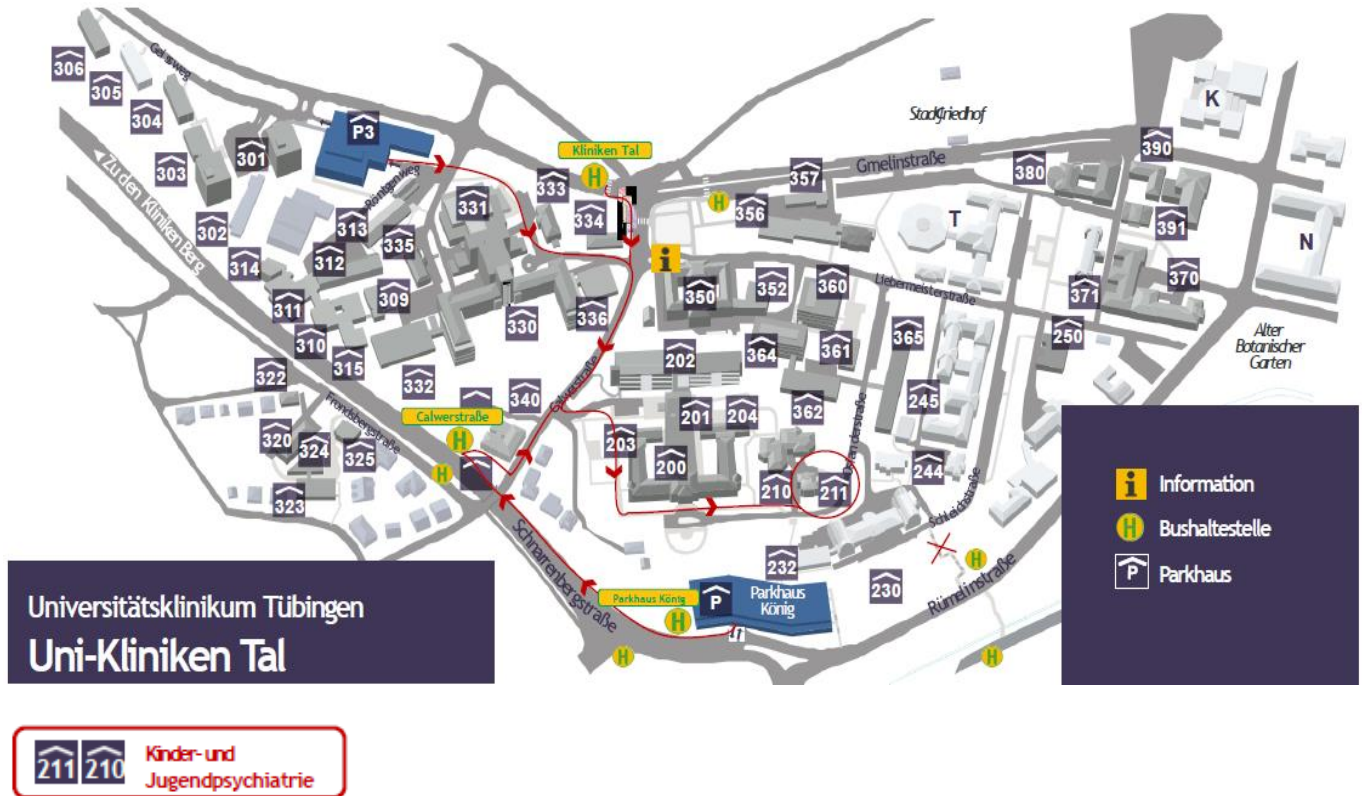 306
305
304
303
302
301
Geissweg
P3
Röntgenweg
Zu den Kliniken Berg
314
313
312
311
310
309
315
335
331
330
332
333
334
336
340
Kliniken Tal
H
i
Stadtfriedhof
Gmelinstraße
H
356
357
380
390
391
K
T
N
350
352
360
361
362
364
365
370
371
250
245
244
Liebermeisterstraße
Alter
Botanischer
Garten
202
201
204
203
200
210
211
Osianderstraße
Schleichstraße
Calwerstraße
Calwerstraße
H
H
322
320
324
325
323
Frondsbergstraße
Schnarrenbergstraße
232
230
Rümelinstraße
H
H
H
Parkhaus König
H
P
Parkhaus
König
Universitätsklinikum Tübingen
Uni-Kliniken Tal
i Information
H Bushaltestelle
P Parkhaus
211 210 Kinder- und
Jugendpsychiatrie